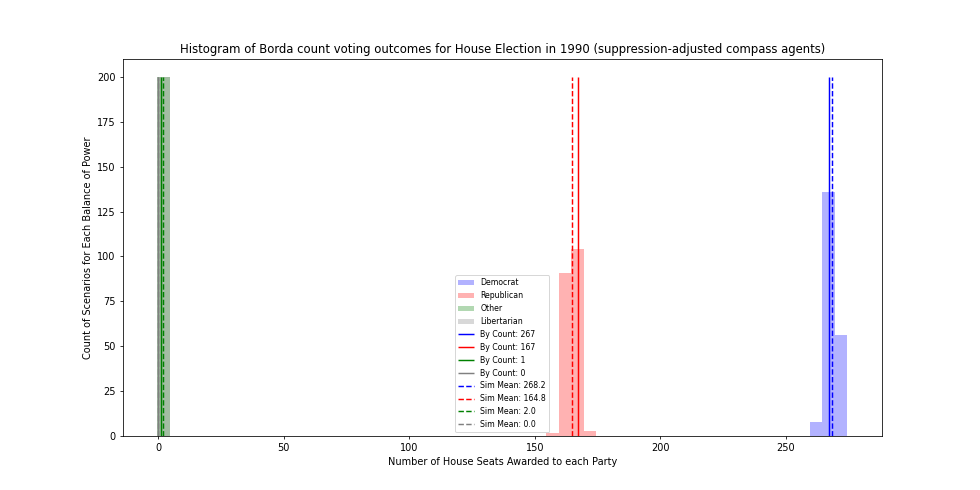 Histogram of Borda count voting outcomes for House Election in 1990 (suppression-adjusted compass agents)
Count of Scenarios for Each Balance of Power
200
175
150
125
100
75
50
25
0
Democrat
Republican
Other
Libertarian
By Count: 267
By Count: 167
By Count: 1
By Count: 0
Sim Mean: 268.2
Sim Mean: 164.8
Sim Mean: 2.0
Sim Mean: 0.0
0
50
100
150
200
250
Number of House Seats Awarded to each Party